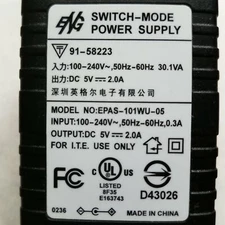 ENG SWITCH-MODE
POWER SUPPLY
91-58223
入力:100-240V~,50Hz-60Hz 30.1VA
出力:DC 5V⎓2.0A
深圳英格尔电子有限公司
MODEL NO:EPAS-101WU-05
INPUT:100-240V~,50Hz-60Hz,0.3A
OUTPUT:DC 5V⎓2.0A
FOR I.T.E USE ONLY
FC
UL
LISTED
8F35
E163743
D43026
0236
MADE IN CHINA